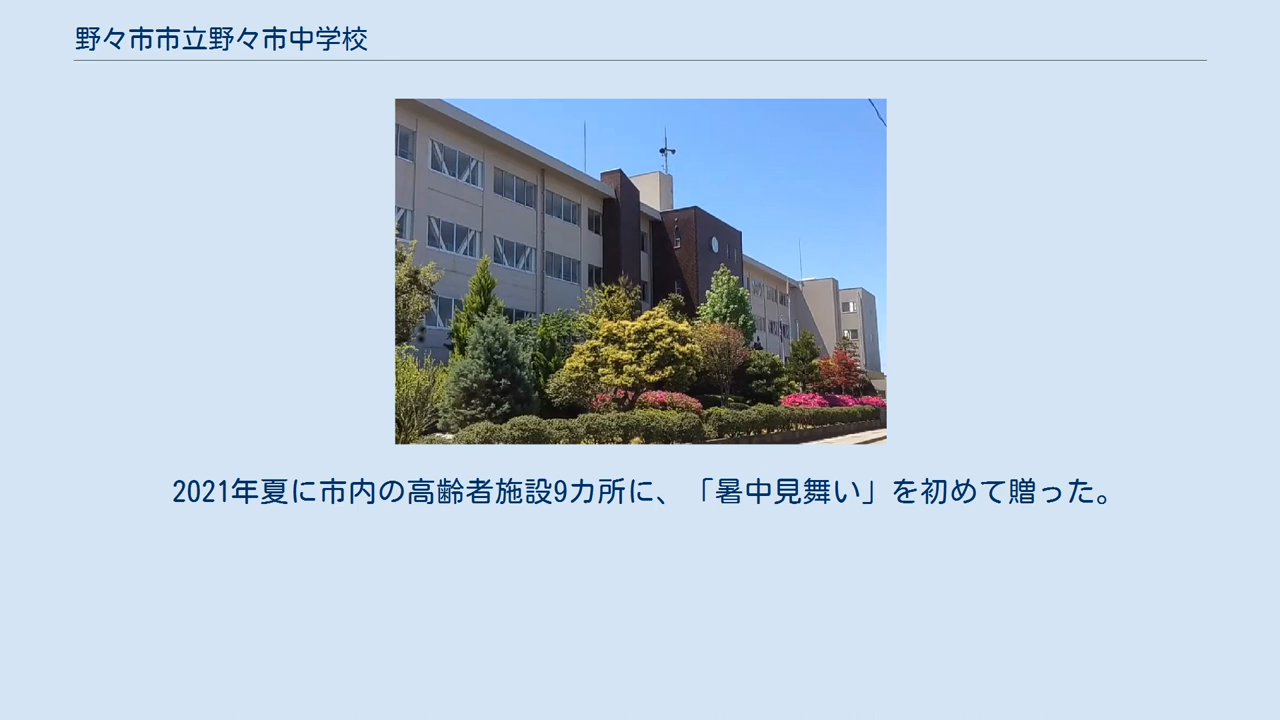 野々市市立野々市中学校
2021年夏に市内の高齢者施設9カ所に、「暑中見舞い」を初めて贈った。